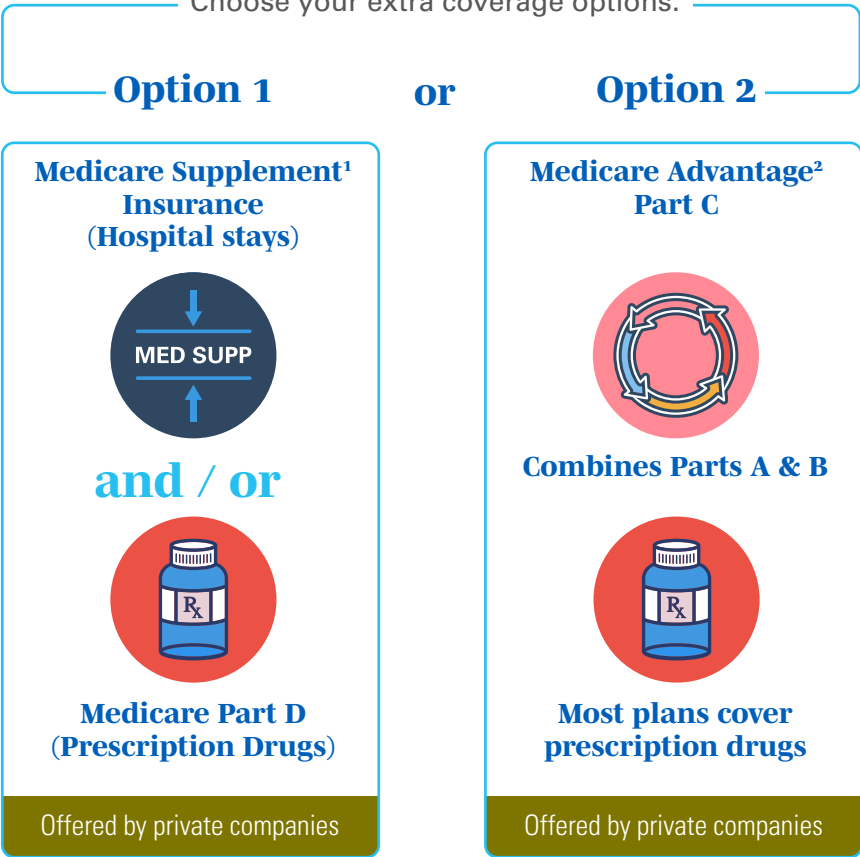 Choose your extra coverage options.
Option 1
or
Option 2
Medicare Supplement¹
Insurance
(Hospital stays)
MED SUPP
and / or
Rx
Medicare Part D
(Prescription Drugs)
Offered by private companies
Medicare Advantage²
Part C
Combines Parts A & B
Rx
Most plans cover
prescription drugs
Offered by private companies